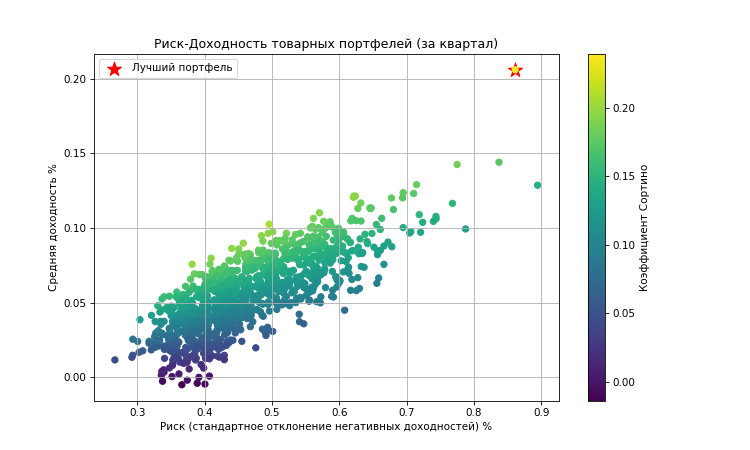 Риск-Доходность товарных портфелей (за квартал)
Лучший портфель
Средняя доходность %
0.20
0.15
0.10
0.05
0.00
0.3 0.4 0.5 0.6 0.7 0.8 0.9
Риск (стандартное отклонение негативных доходностей) %
0.20
0.15
0.10
0.05
0.00
Коэффициент Сортино